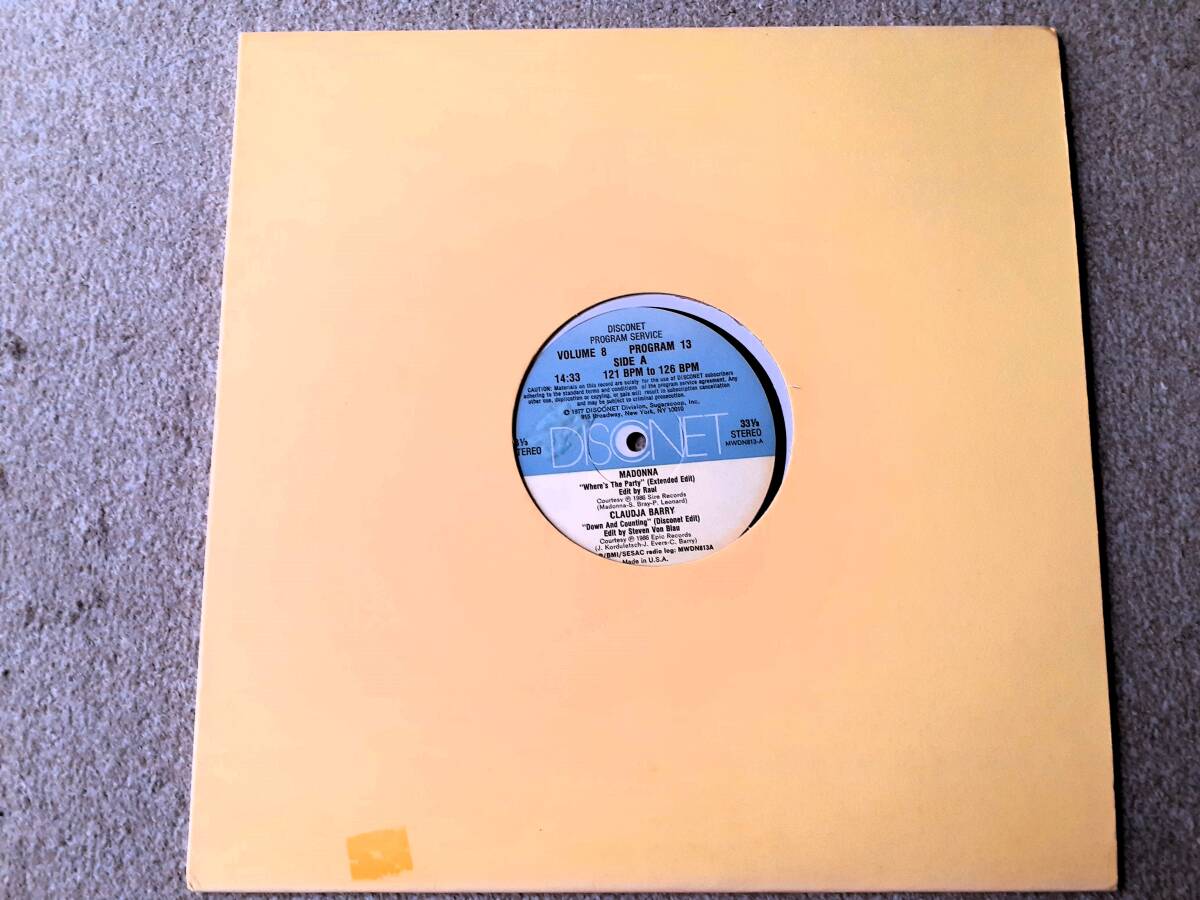 DISCONET
PROGRAM SERVICE
VOLUME 8 PROGRAM 13
SIDE A
14:33 121 BPM to 126 BPM
CAUTION: Materials on this record are solely for the use of DISCONET subscribers
adhering to the standard terms and conditions of the program service agreement. Any
other use, duplication or copying, or sale will result in subscription cancellation
and may be subject to criminal prosecution.
© 1977 DISCONET Division, Sugarscoop, Inc.
915 Broadway, New York, NY 10010
DISCONET
33⅓
STEREO
MWDN813-A
MADONNA
"Where's The Party" (Extended Edit)
Edit by Raul
Courtesy ℗ 1986 Sire Records
(Madonna-S. Bray-P. Leonard)
CLAUDJA BARRY
"Down And Counting" (Disconet Edit)
Edit by Steven Von Blau
Courtesy ℗ 1986 Epic Records
(J. Korduletsch-J. Evers-C. Barry)
/BMI/SESAC radio log: MWDN813A
Made in U.S.A.